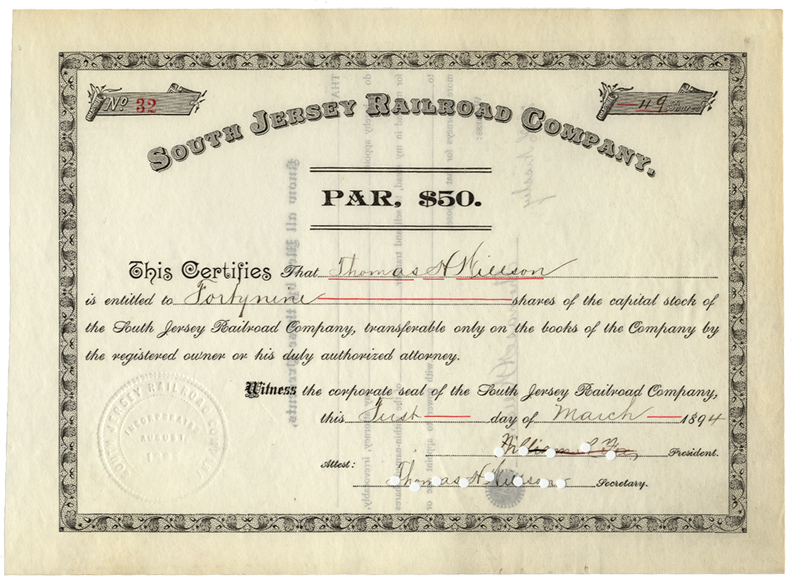 No 32
49 Shares
SOUTH JERSEY RAILROAD COMPANY.
PAR, $50.
This Certifies That Thomas H Willson
is entitled to Fortynine shares of the capital stock of
the South Jersey Railroad Company, transferable only on the books of the Company by
the registered owner or his duly authorized attorney.
Witness the corporate seal of the South Jersey Railroad Company,
this First day of March 1894
President.
Attest:
Thomas H Willson Secretary.
SOUTH JERSEY RAILROAD COMPANY
INCORPORATED
AUGUST